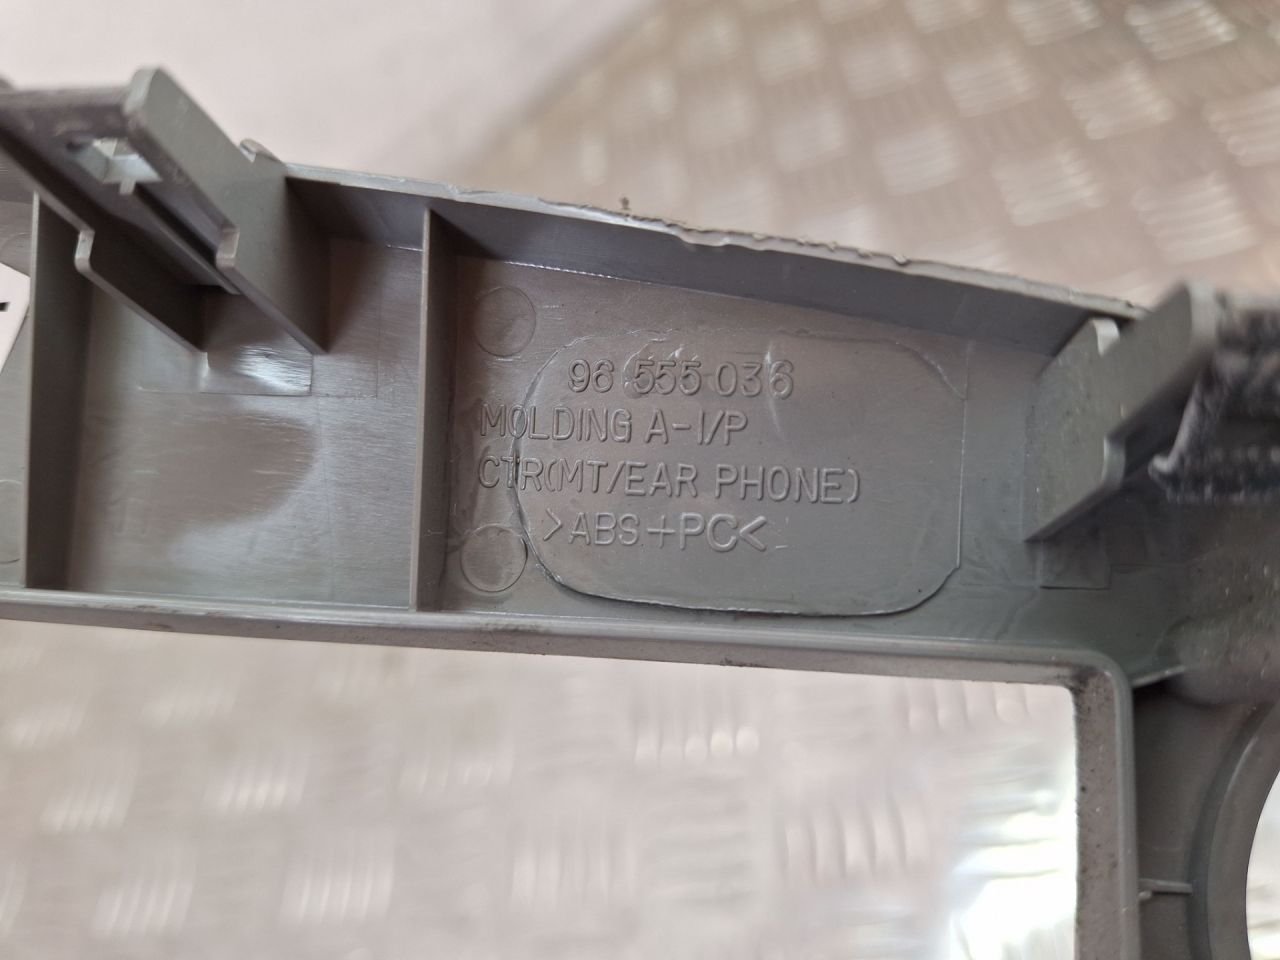 96 555 036
MOLDING A-I/P
CTR(MT/EAR PHONE)
>ABS+PC<